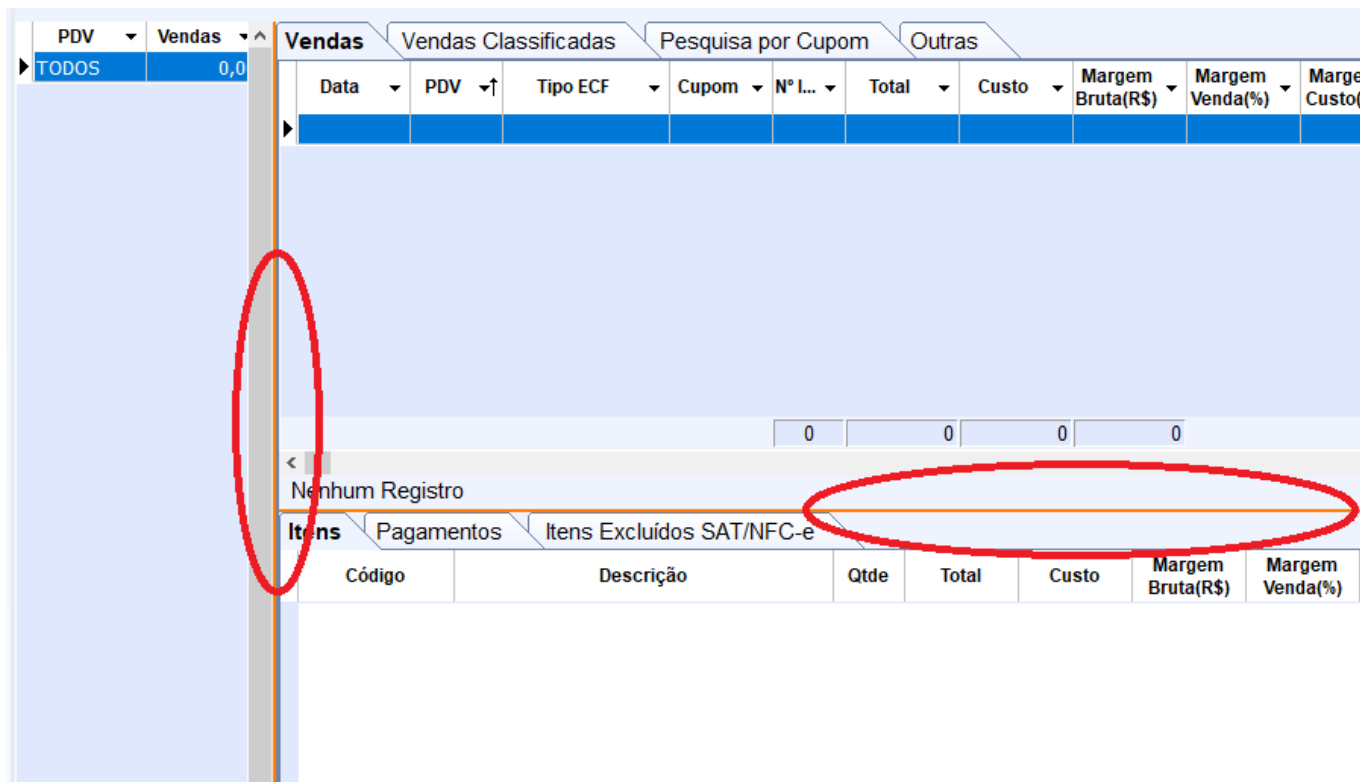 PDV Vendas
TODOS 0,0
Vendas Vendas Classificadas Pesquisa por Cupom Outras
Data PDV Tipo ECF Cupom Nº I... Total Custo Margem Bruta(R$) Margem Venda(%) Marge Custo(
0 0 0 0
Nenhum Registro
Itens Pagamentos Itens Excluídos SAT/NFC-e
Código Descrição Qtde Total Custo Margem Bruta(R$) Margem Venda(%)